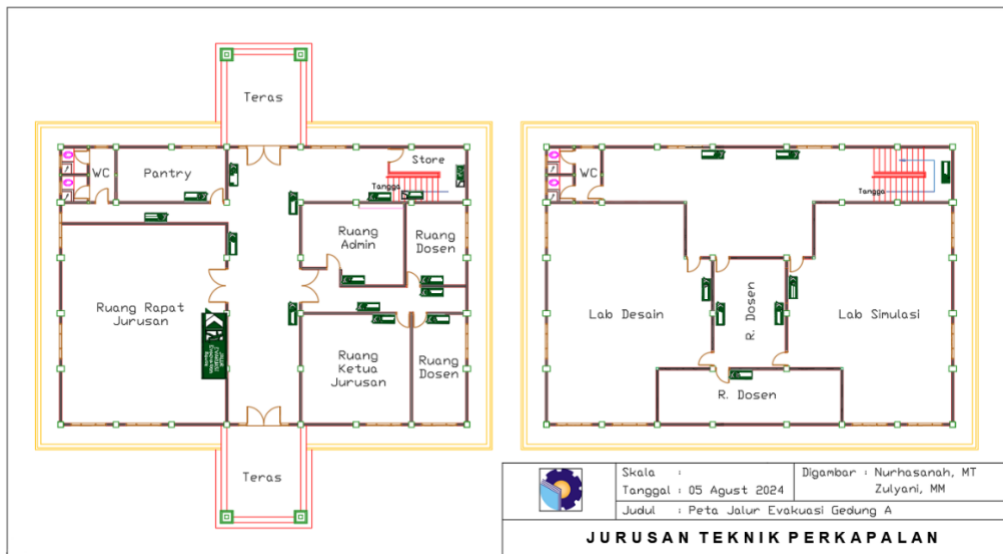 Teras
WC
Pantry
Store
Tangga
Ruang
Admin
Ruang
Dosen
Ruang Rapat
Jurusan
JALUR
EVAKUASI
Ruang
Ketua
Jurusan
Ruang
Dosen
Teras
WC
Tangga
Lab Desain
R. Dosen
Lab Simulasi
R. Dosen
Skala :
Tanggal : 05 Agust 2024
Digambar : Nurhasanah, MT
Zulyani, MM
Judul : Peta Jalur Evakuasi Gedung A
JURUSAN TEKNIK PERKAPALAN